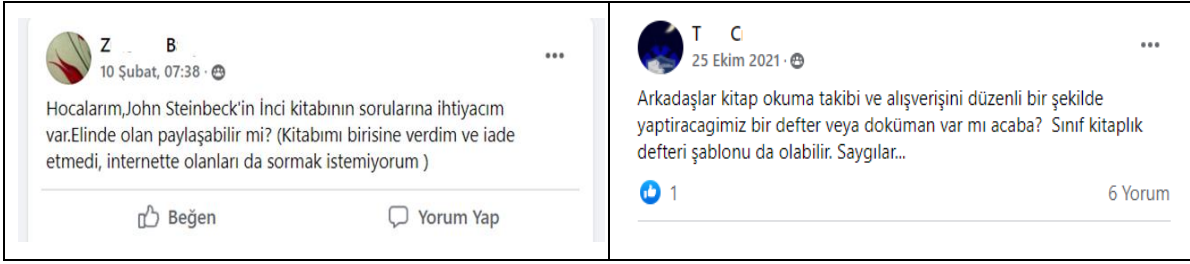 Z B
10 Şubat, 07:38 ·
Hocalarım,John Steinbeck'in İnci kitabının sorularına ihtiyacım
var.Elinde olan paylaşabilir mi? (Kitabımı birisine verdim ve iade
etmedi, internette olanları da sormak istemiyorum )
Beğen
Yorum Yap
T C
25 Ekim 2021 ·
Arkadaşlar kitap okuma takibi ve alışverişini düzenli bir şekilde
yaptiracagimiz bir defter veya doküman var mı acaba? Sınıf kitaplık
defteri şablonu da olabilir. Saygılar...
1
6 Yorum